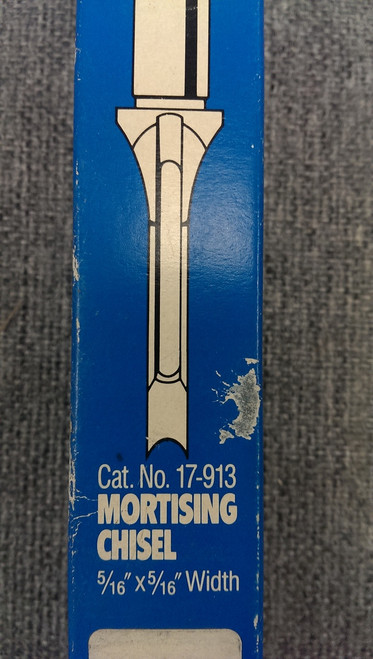 Cat. No. 17-913
MORTISING
CHISEL
5/16" x 5/16" Width